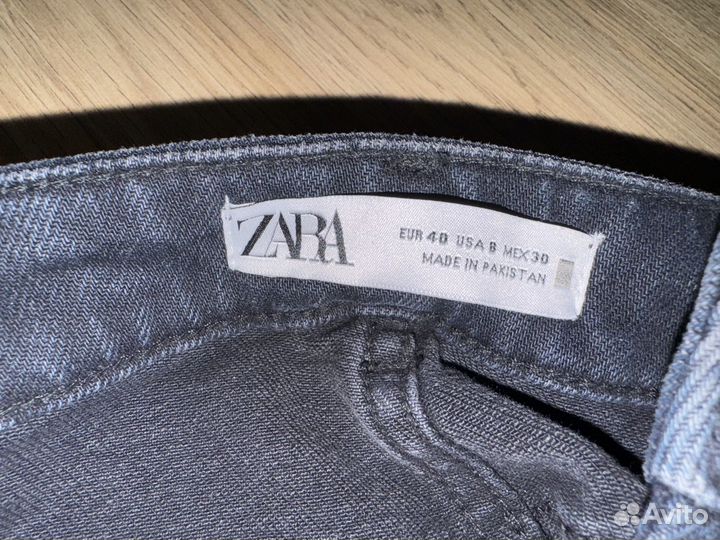 ZARA
EUR 40 USA 8 MEX 30
MADE IN PAKISTAN
Avito